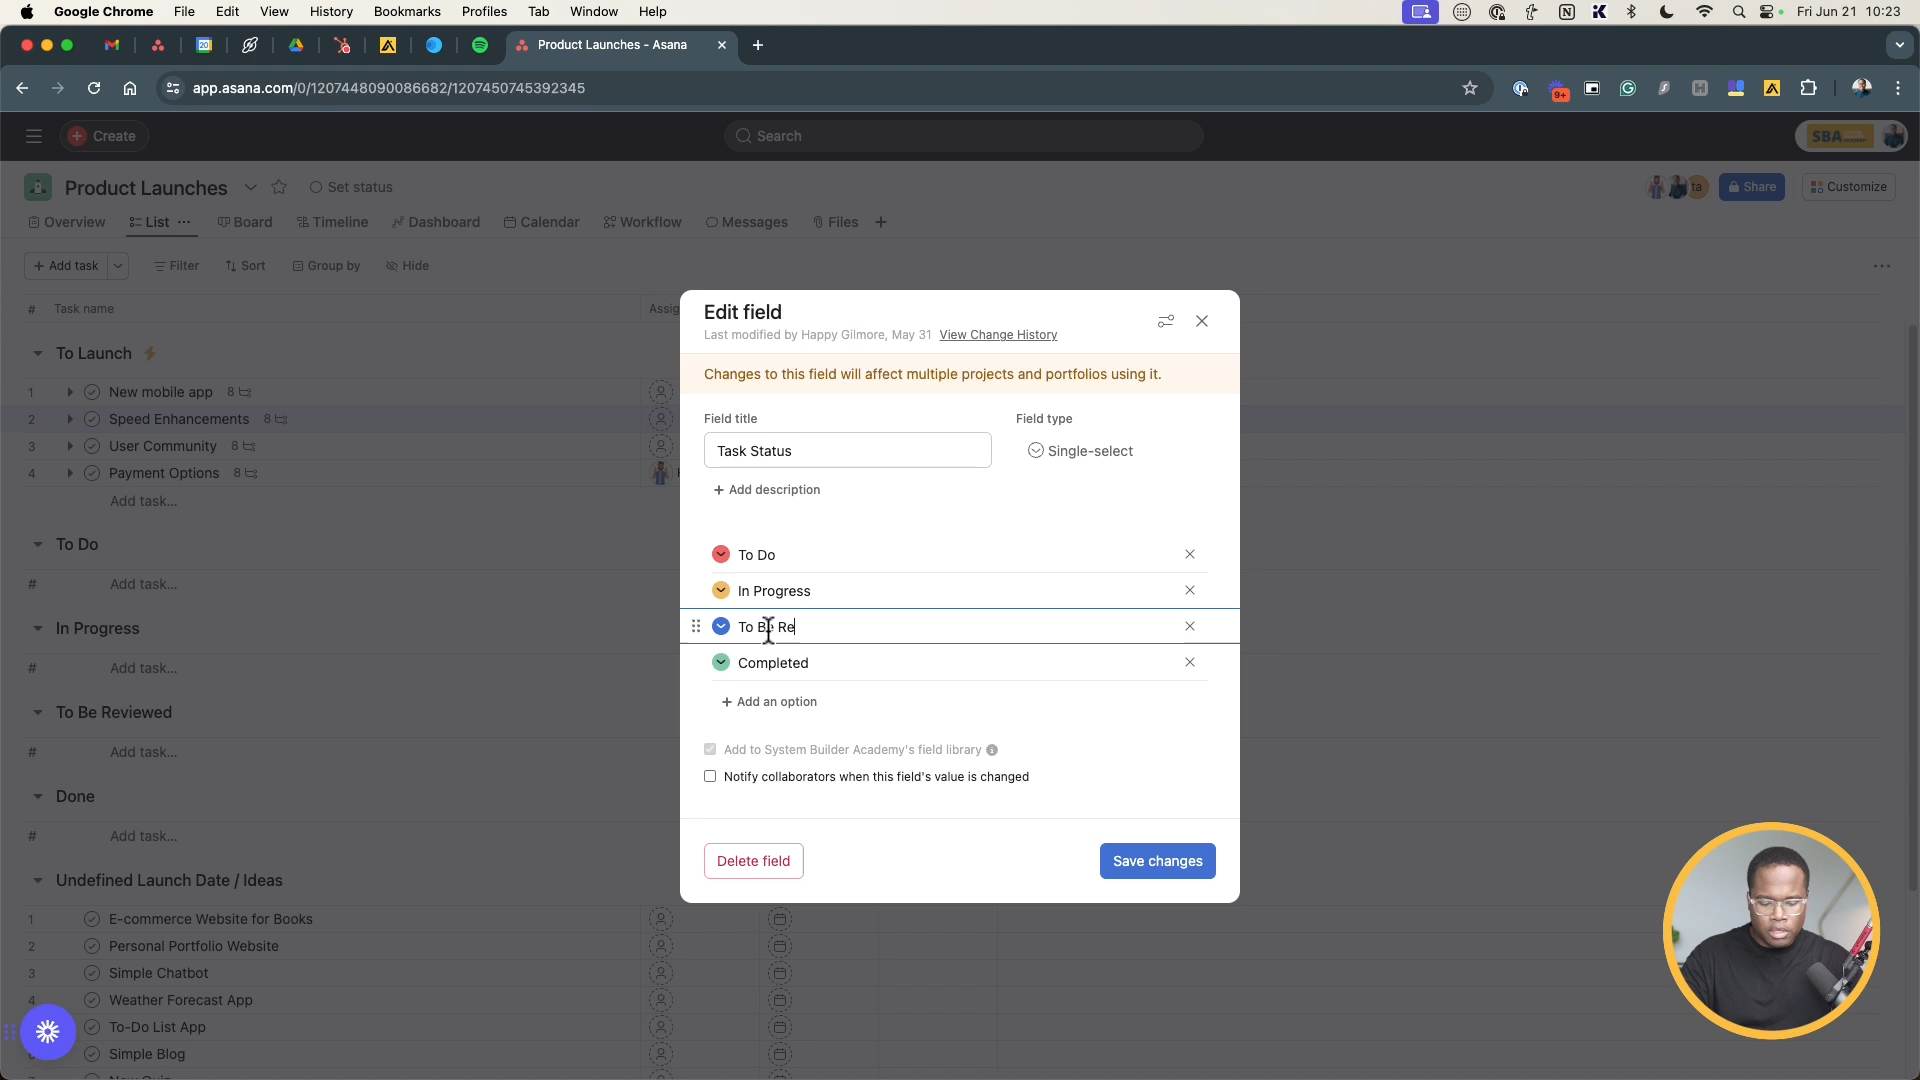 Google Chrome File Edit View History Bookmarks Profiles Tab Window Help
Fri Jun 21 10:23
20
Product Launches - Asana
app.asana.com/0/1207448090086682/1207450745392345
9+
Create
Search
SBA
Product Launches
Set status
ta
Share
Customize
Overview List Board Timeline Dashboard Calendar Workflow Messages Files
Add task Filter Sort Group by Hide
# Task name
Assig
To Launch
1 New mobile app 8
2 Speed Enhancements 8
3 User Community 8
4 Payment Options 8
Add task...
To Do
# Add task...
In Progress
# Add task...
To Be Reviewed
# Add task...
Done
# Add task...
Undefined Launch Date / Ideas
1 E-commerce Website for Books
2 Personal Portfolio Website
3 Simple Chatbot
4 Weather Forecast App
To-Do List App
Simple Blog
Edit field
Last modified by Happy Gilmore, May 31 View Change History
Changes to this field will affect multiple projects and portfolios using it.
Field title
Field type
Task Status
Single-select
+ Add description
To Do
In Progress
To Be Re
Completed
+ Add an option
Add to System Builder Academy's field library
Notify collaborators when this field's value is changed
Delete field
Save changes